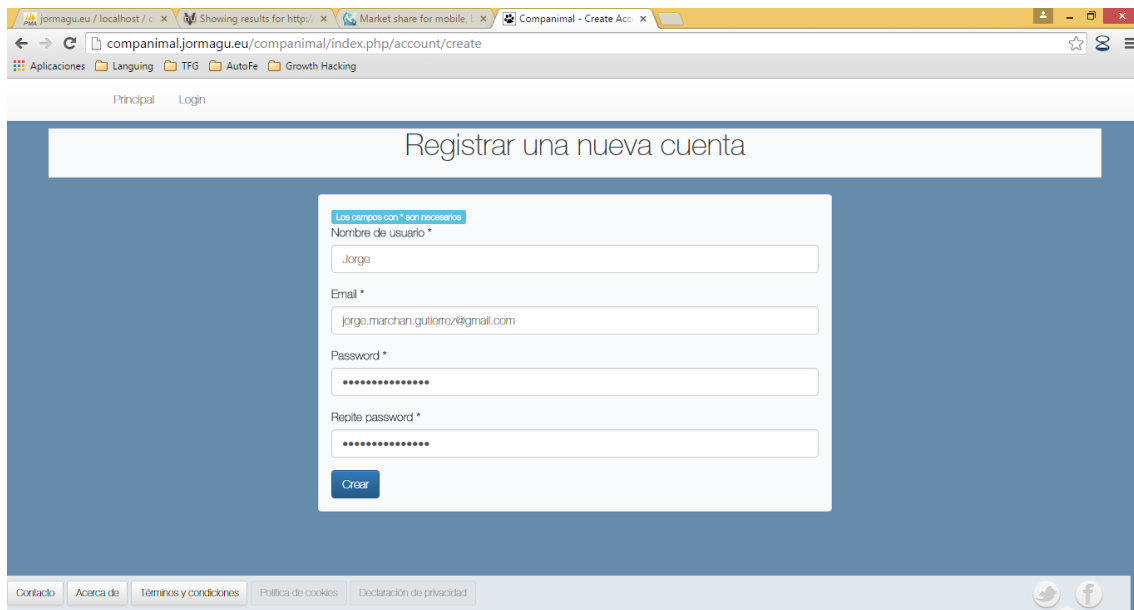 jormagu.eu / localhost / c
Showing results for http:/
Market share for mobile, b
Companimal - Create Acc
companimal.jormagu.eu/companimal/index.php/account/create
Aplicaciones Languing TFG AutoFe Growth Hacking
Principal Login
Registrar una nueva cuenta
Los campos con * son necesarios
Nombre de usuario *
Jorge
Email *
jorge.marchan.gutierrez@gmail.com
Password *
•••••••••••••••
Repite password *
•••••••••••••••
Crear
Contacto Acerca de Términos y condiciones Política de cookies Declaración de privacidad